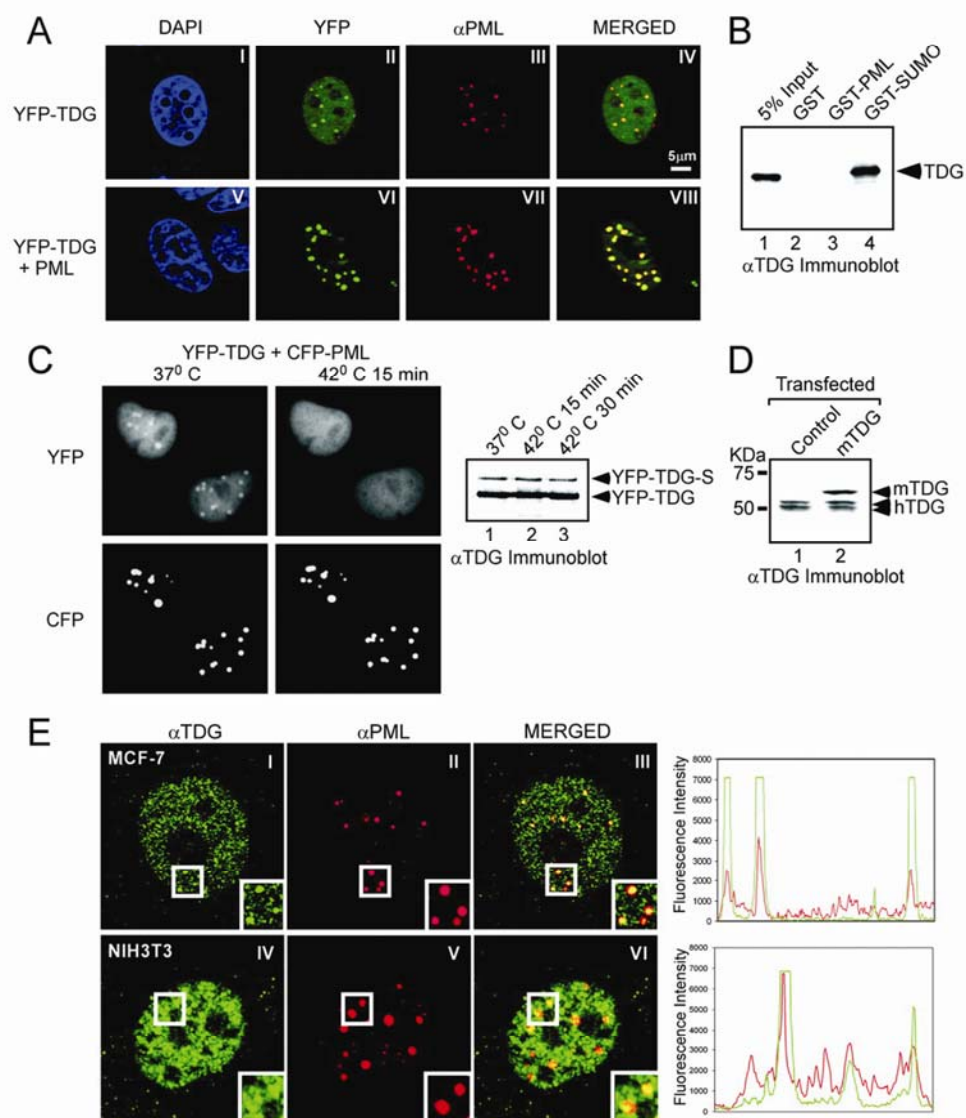 A
DAPI YFP αPML MERGED
YFP-TDG
I II III IV
5μm
YFP-TDG
+ PML
V VI VII VIII
B
5% Input GST GST-PML GST-SUMO
TDG
1 2 3 4
αTDG Immunoblot
C
YFP-TDG + CFP-PML
37⁰ C 42⁰ C 15 min
YFP
CFP
37⁰ C 42⁰ C 15 min 42⁰ C 30 min
YFP-TDG-S
YFP-TDG
1 2 3
αTDG Immunoblot
D
Transfected
Control mTDG
KDa
75
50
mTDG
hTDG
1 2
αTDG Immunoblot
E
αTDG αPML MERGED
MCF-7 I II III
Fluorescence Intensity
8000
7000
6000
5000
4000
3000
2000
1000
0
NIH3T3
IV V VI
Fluorescence Intensity
8000
7000
6000
5000
4000
3000
2000
1000
0